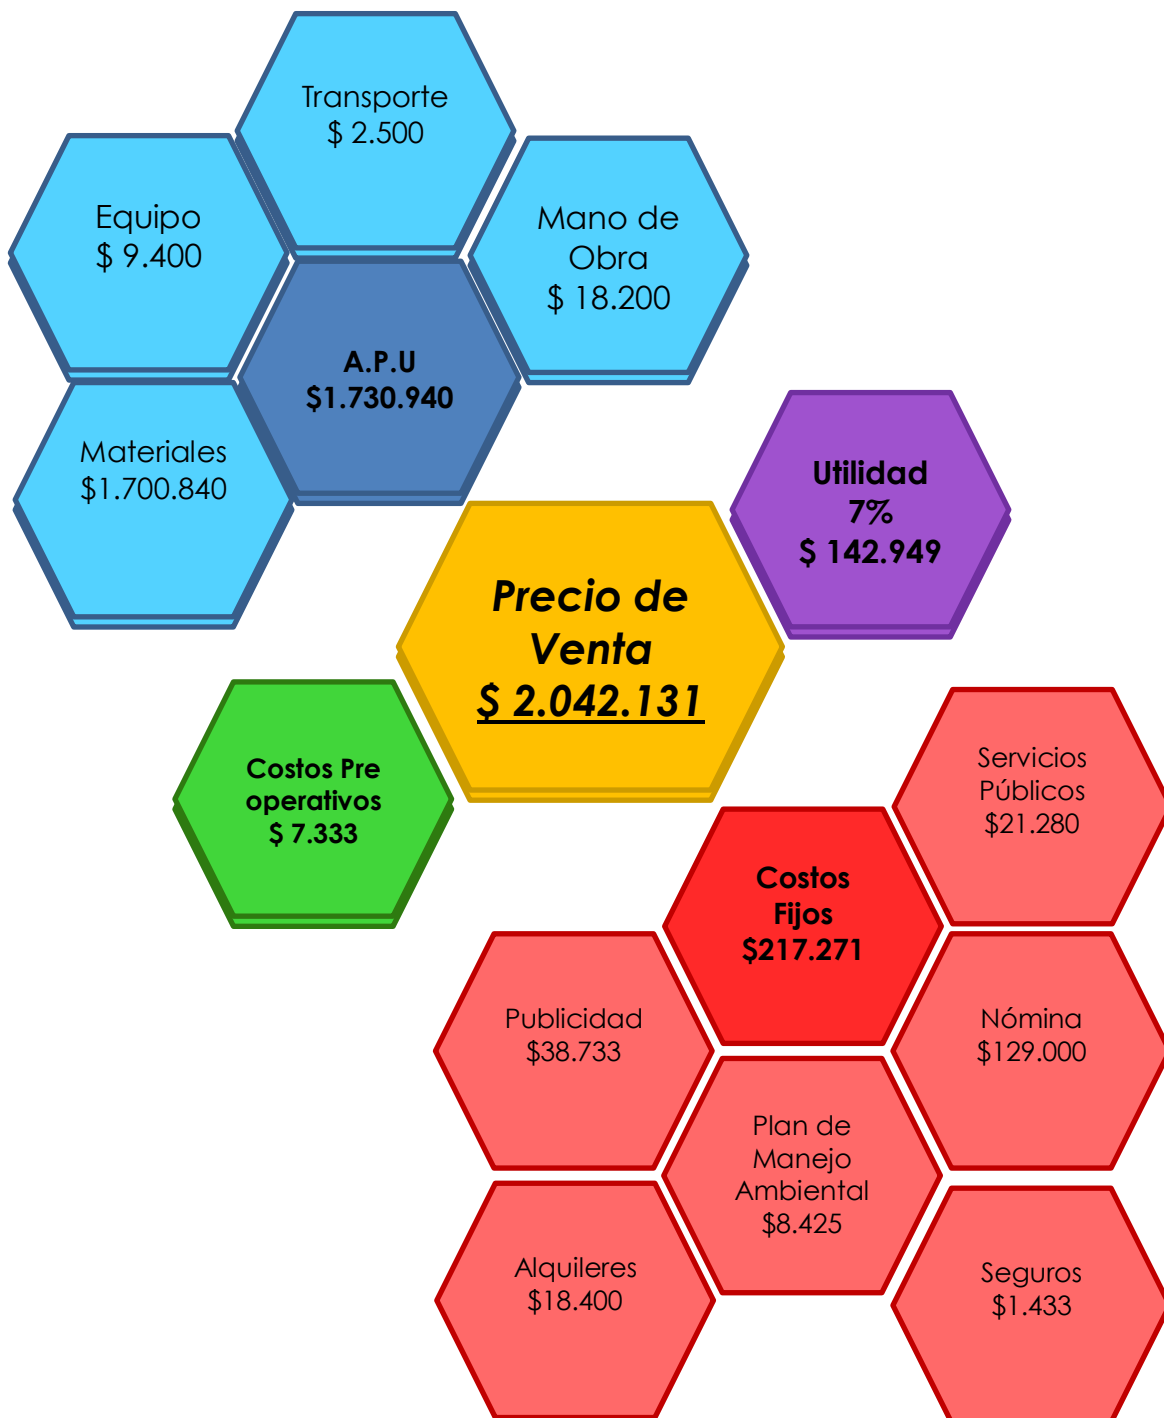 Transporte
$ 2.500
Equipo
$ 9.400
Mano de
Obra
$ 18.200
A.P.U
$1.730.940
Materiales
$1.700.840
Utilidad
7%
$ 142.949
Precio de
Venta
$ 2.042.131
Costos Pre
operativos
$ 7.333
Servicios
Públicos
$21.280
Costos
Fijos
$217.271
Publicidad
$38.733
Nómina
$129.000
Plan de
Manejo
Ambiental
$8.425
Alquileres
$18.400
Seguros
$1.433